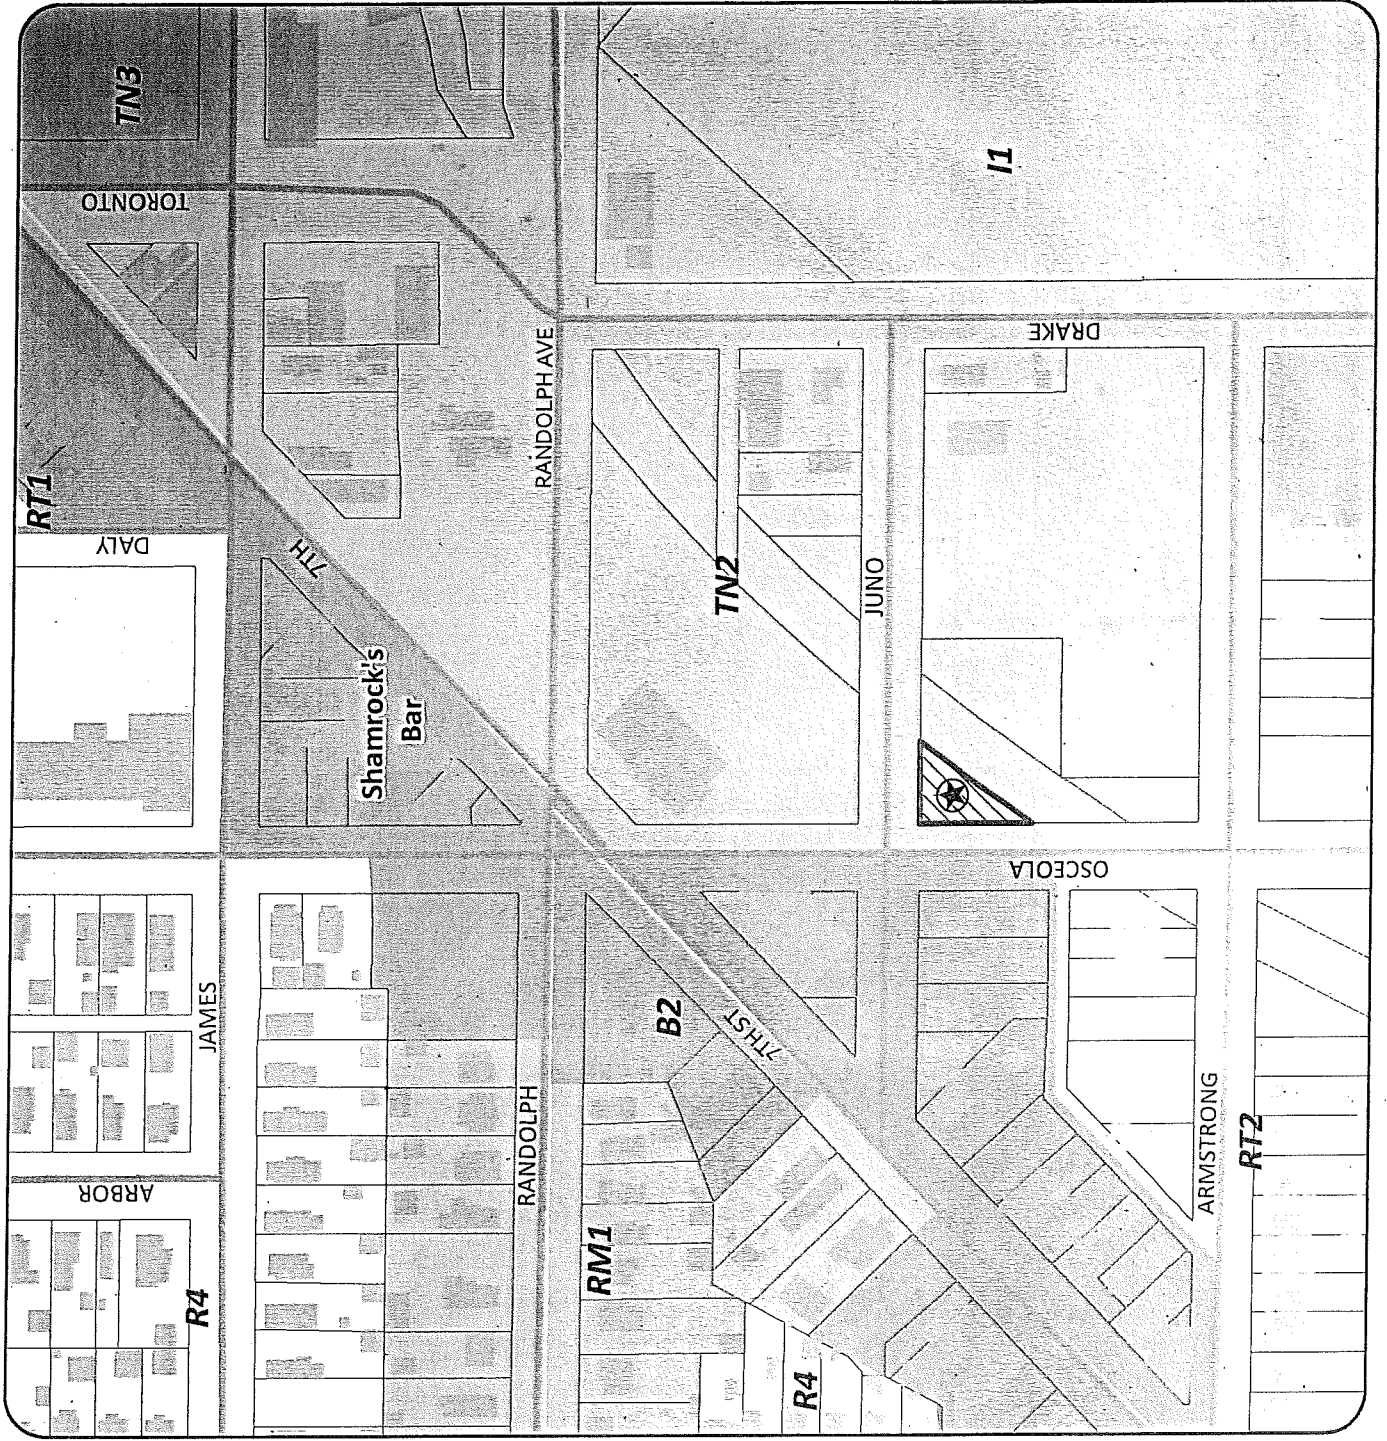 TN3
TORONTO
I1
RT1
DALY
7TH
RANDOLPH AVE
DRAKE
TN2
JUNO
Shamrock's
Bar
OSCEOLA
JAMES
B2
7TH ST
RANDOLPH
ARMSTRONG
RT2
ARBOR
R4
RM1
R4